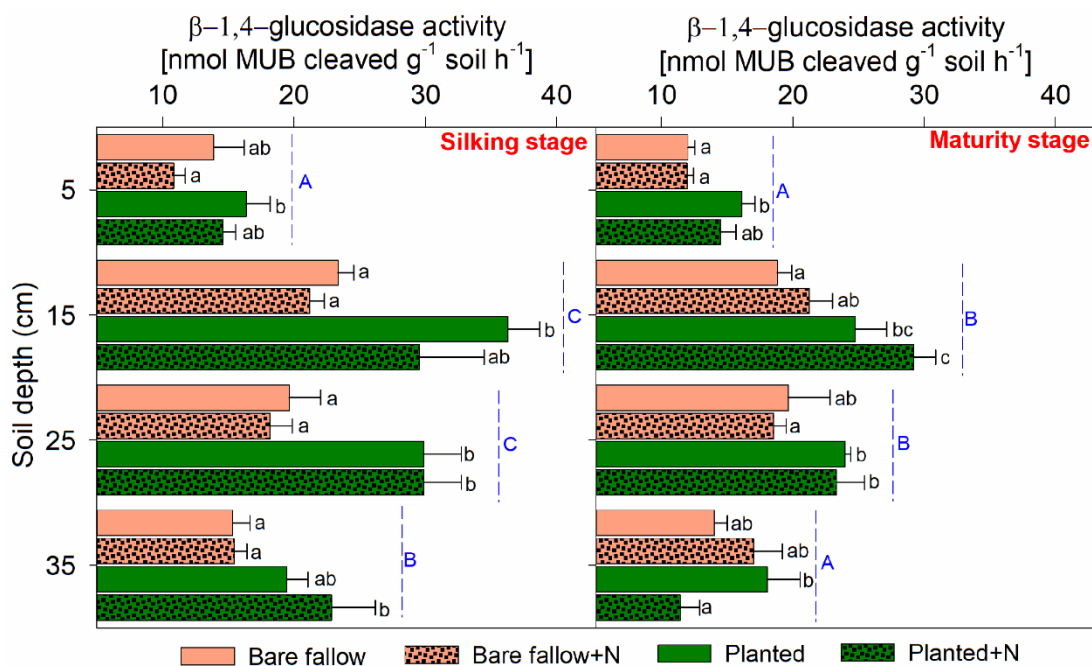 β–1,4–glucosidase activity
[nmol MUB cleaved g⁻¹ soil h⁻¹]
10 20 30 40
β–1,4–glucosidase activity
[nmol MUB cleaved g⁻¹ soil h⁻¹]
10 20 30 40
Silking stage
Maturity stage
Soil depth (cm)
5
ab
a
b
ab
A
a
a
b
ab
A
15
a
a
b
ab
C
a
ab
bc
c
B
25
a
a
b
b
C
ab
a
b
b
B
35
a
a
ab
b
B
ab
ab
b
a
A
Bare fallow Bare fallow+N Planted Planted+N